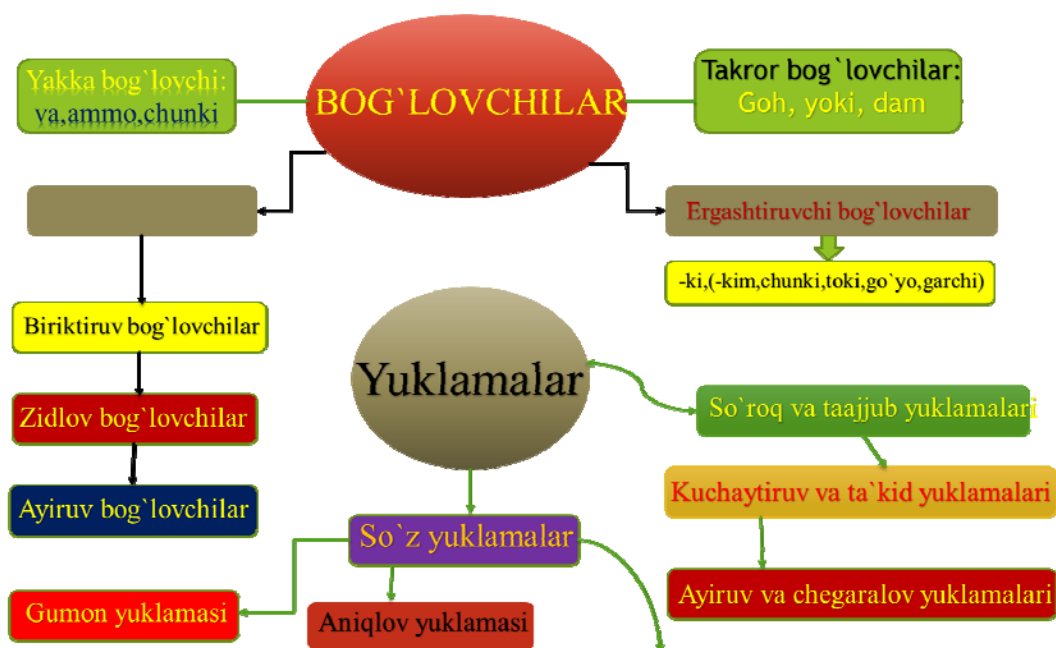 Yakka bog`lovchi:
va,ammo,chunki
BOG`LOVCHILAR
Takror bog`lovchilar:
Goh, yoki, dam
Ergashtiruvchi bog`lovchilar
-ki,(-kim,chunki,toki,go`yo,garchi)
Biriktiruv bog`lovchilar
Zidlov bog`lovchilar
Ayiruv bog`lovchilar
Yuklamalar
So`roq va taajjub yuklamalari
Kuchaytiruv va ta`kid yuklamalari
Ayiruv va chegaralov yuklamalari
So`z yuklamalar
Gumon yuklamasi
Aniqlov yuklamasi